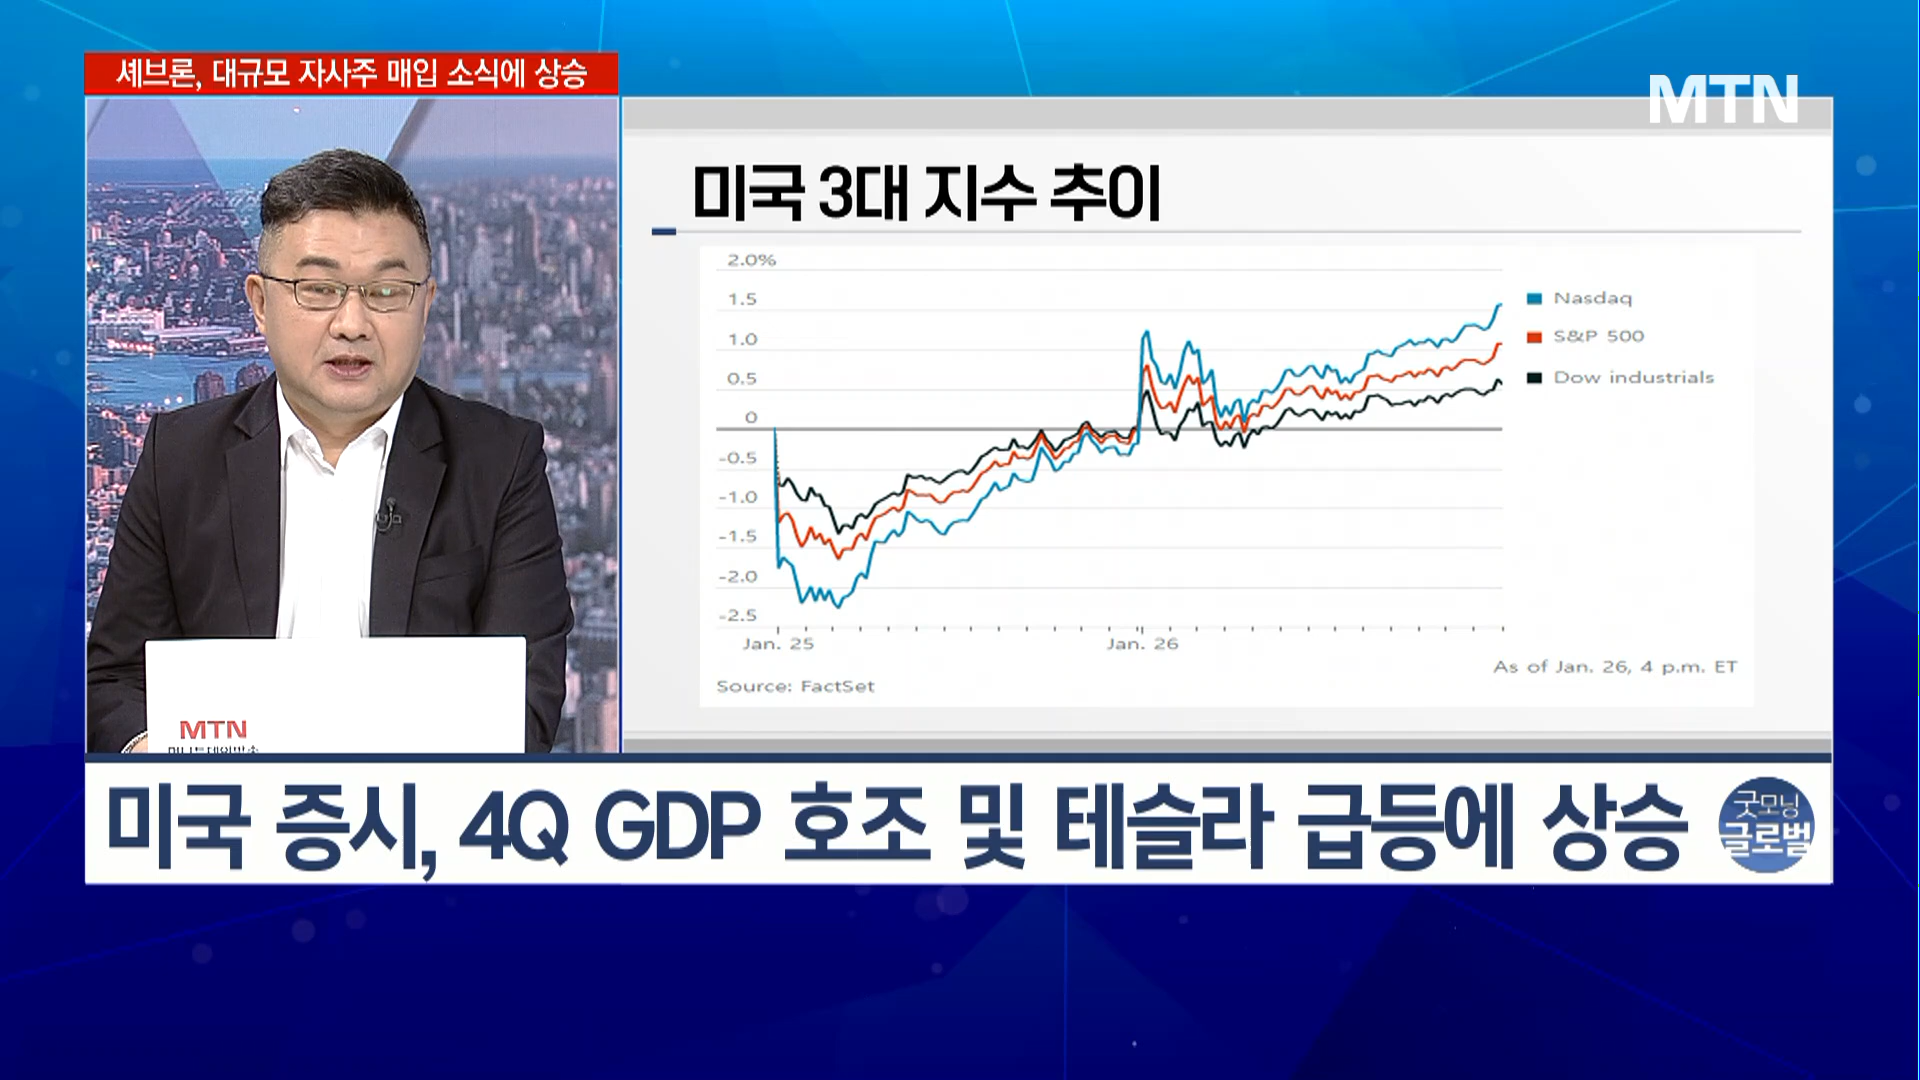 셰브론, 대규모 자사주 매입 소식에 상승
MTN
미국 3대 지수 추이
2.0%
1.5
1.0
0.5
0
-0.5
-1.0
-1.5
-2.0
-2.5
Nasdaq
S&P 500
Dow industrials
Jan. 25
Jan. 26
As of Jan. 26, 4 p.m. ET
Source: FactSet
MTN
미국 증시, 4Q GDP 호조 및 테슬라 급등에 상승
굿모닝
글로벌